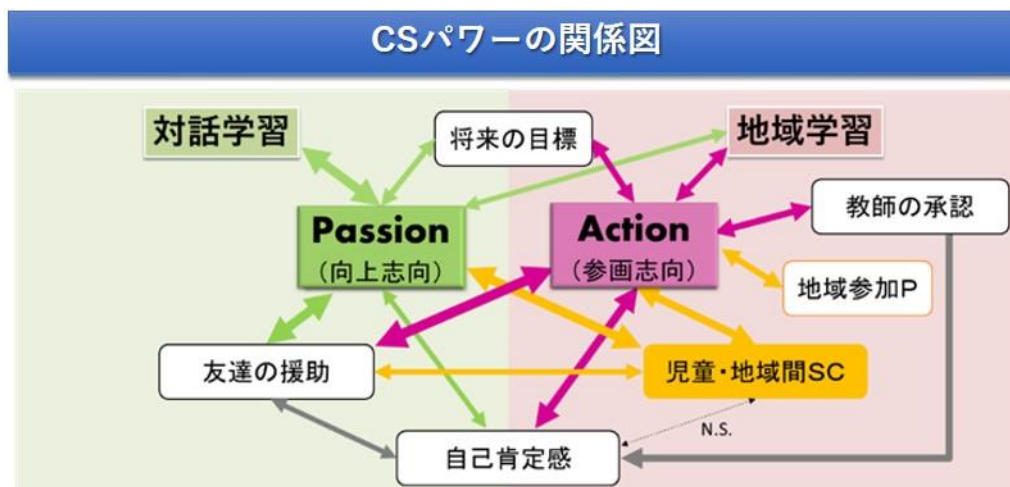 CSパワーの関係図
対話学習
将来の目標
地域学習
教師の承認
Passion
(向上志向)
Action
(参画志向)
地域参加P
友達の援助
児童・地域間SC
N.S.
自己肯定感